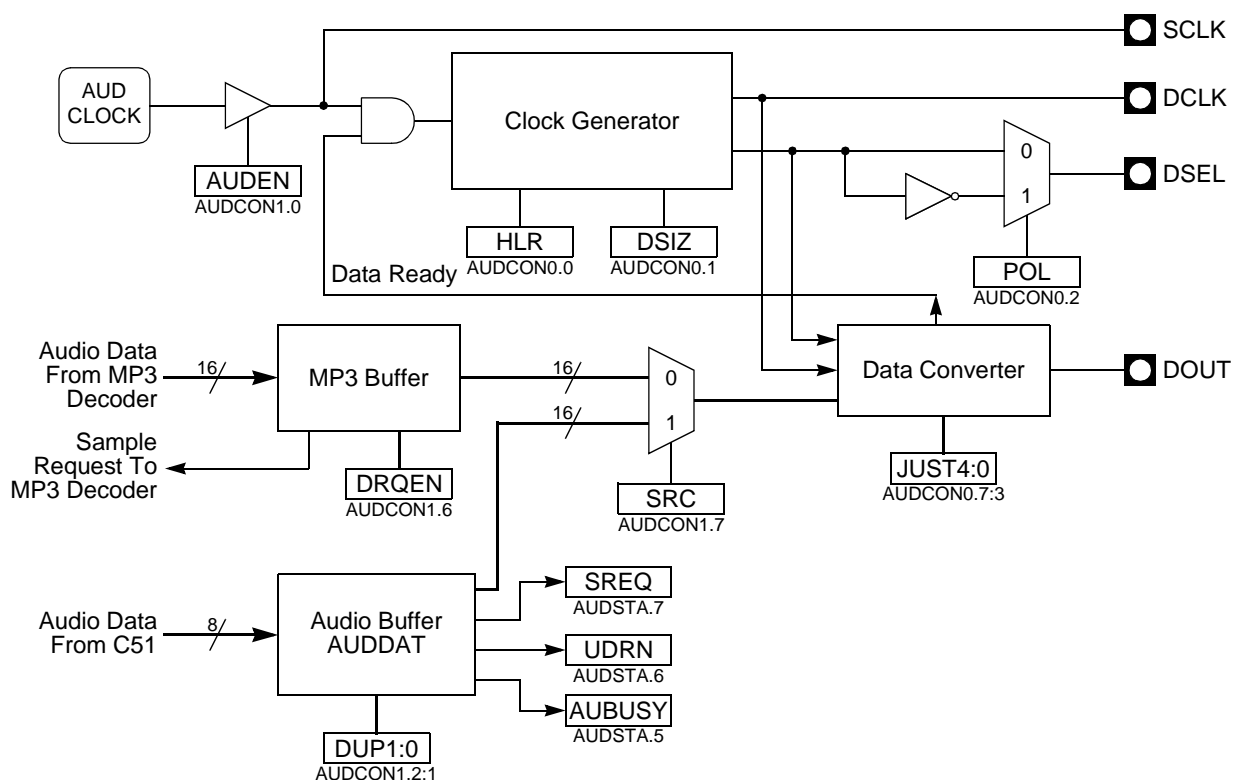 SCLK
AUD
CLOCK
Clock Generator
DCLK
0
DSEL
1
AUDEN
AUDCON1.0
HLR
AUDCON0.0
DSIZ
AUDCON0.1
POL
AUDCON0.2
Data Ready
Audio Data
From MP3
Decoder
16
MP3 Buffer
16
0
16
1
Data Converter
DOUT
Sample
Request To
MP3 Decoder
DRQEN
AUDCON1.6
SRC
AUDCON1.7
JUST4:0
AUDCON0.7:3
Audio Data
From C51
8
Audio Buffer
AUDDAT
SREQ
AUDSTA.7
UDRN
AUDSTA.6
AUBUSY
AUDSTA.5
DUP1:0
AUDCON1.2:1